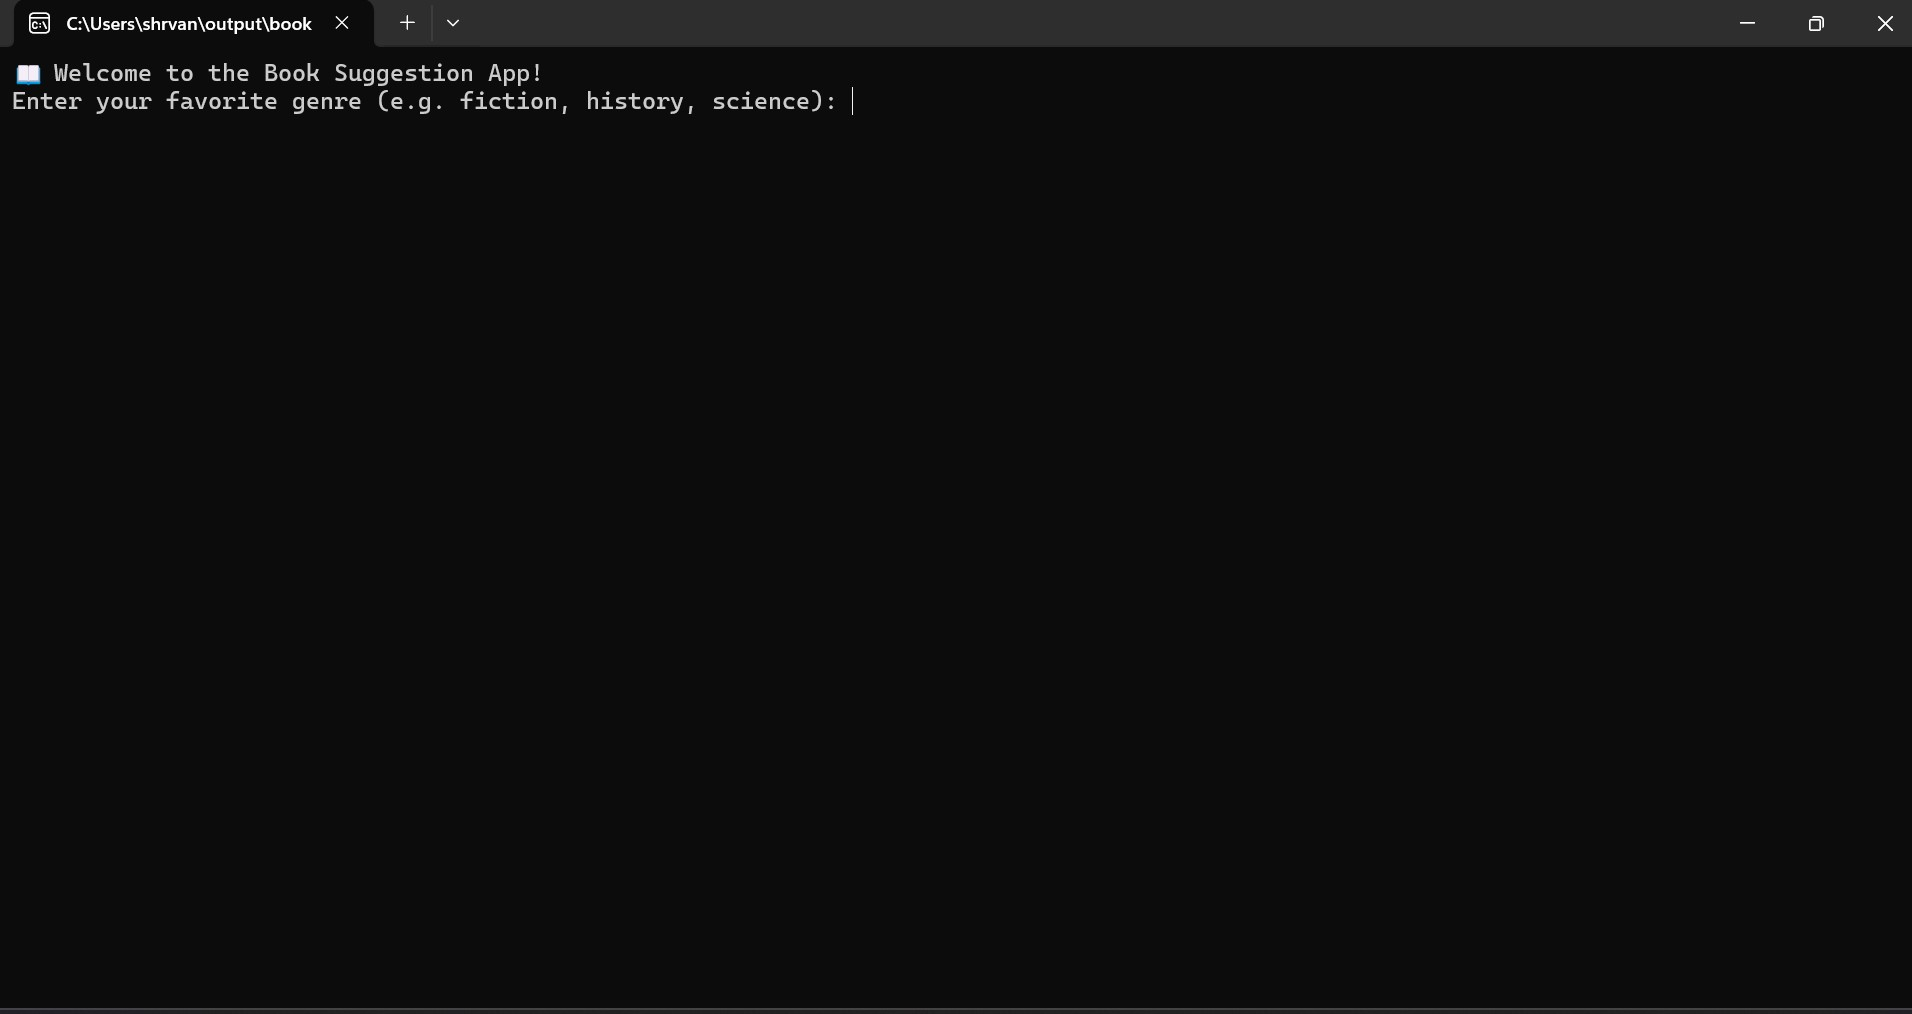 C:\Users\shrvan\output\book
📖 Welcome to the Book Suggestion App!
Enter your favorite genre (e.g. fiction, history, science):